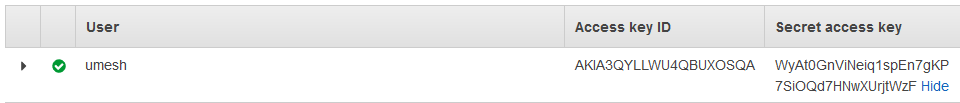 User Access key ID Secret access key
umesh AKIA3QYLLWU4QBUXOSQA WyAt0GnViNeiq1spEn7gKP
7SiOQd7HNwXUrjtWzF Hide